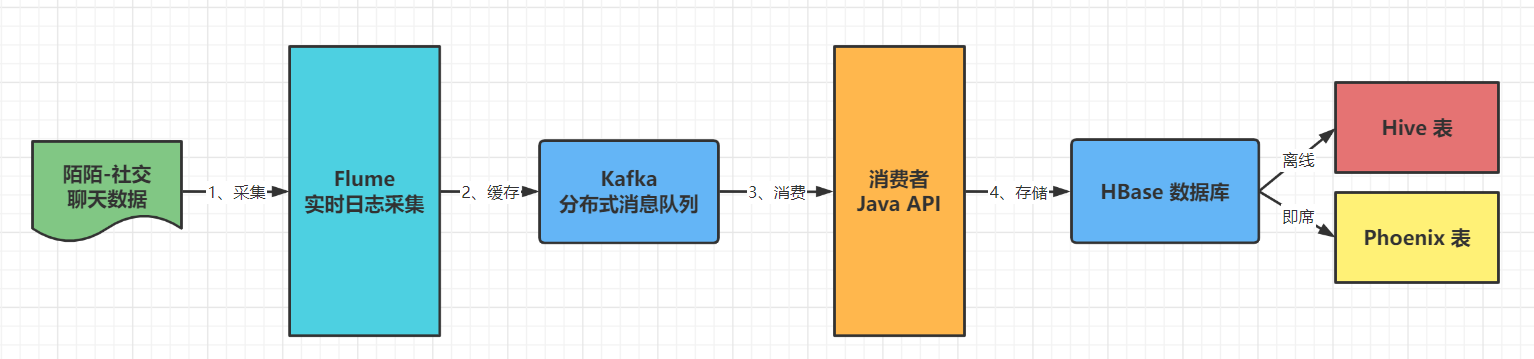 陌陌-社交
聊天数据
1、采集
Flume
实时日志采集
2、缓存
Kafka
分布式消息队列
3、消费
消费者
Java API
4、存储
HBase 数据库
离线
即席
Hive 表
Phoenix 表